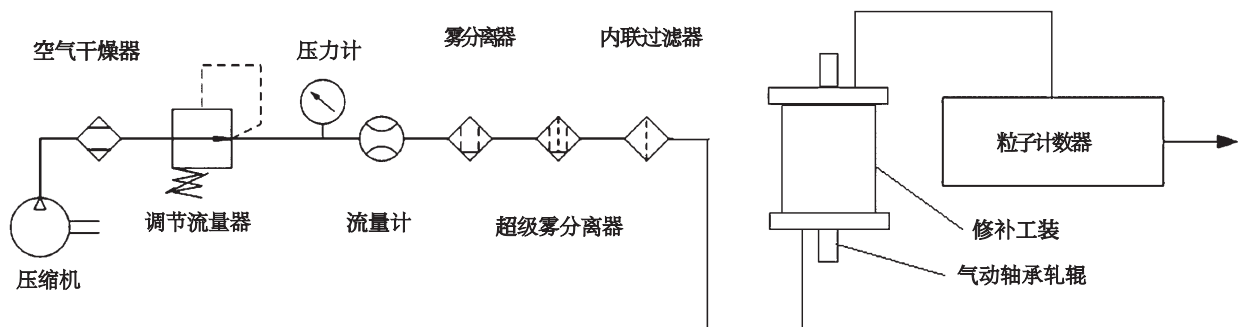 空气干燥器
压力计
雾分离器
内联过滤器
粒子计数器
调节流量器
流量计
超级雾分离器
修补工装
气动轴承轧辊
压缩机